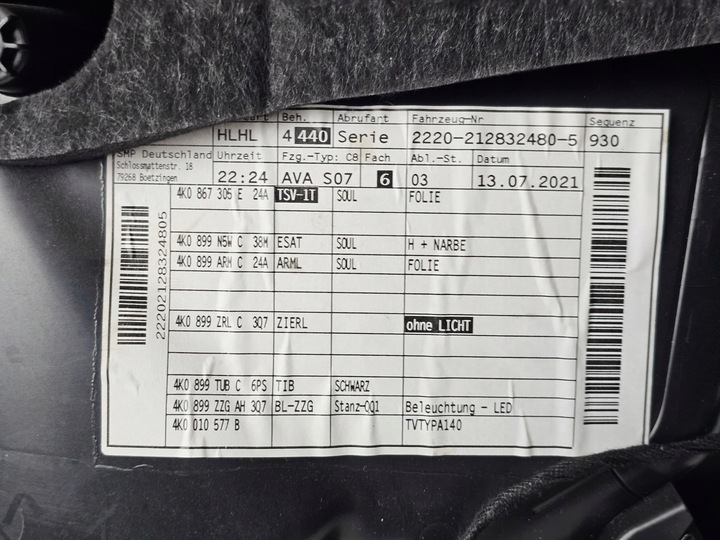 Beh. Abrufart Fahrzeug-Nr Sequenz
HLHL 4 440 Serie 2220-212832480-5 930
SMP Deutschland Uhrzeit Fzg.-Typ: C8 Fach Abl.-St. Datum
Schlossmattenstr. 18
79268 Boetzingen 22:24 AVA S07 6 03 13.07.2021
4K0 867 305 E 24A TSV-1T SOUL FOLIE
4K0 899 N5W C 38M ESAT SOUL H + NARBE
4K0 899 ARM C 24A ARML SOUL FOLIE
4K0 899 ZRL C 3Q7 ZIERL ohne LICHT
4K0 899 TUB C 6PS TIB SCHWARZ
4K0 899 ZZG AH 3Q7 BL-ZZG Stanz-OQ1 Beleuchtung - LED
4K0 010 577 B TVTYPA140
22202128324805